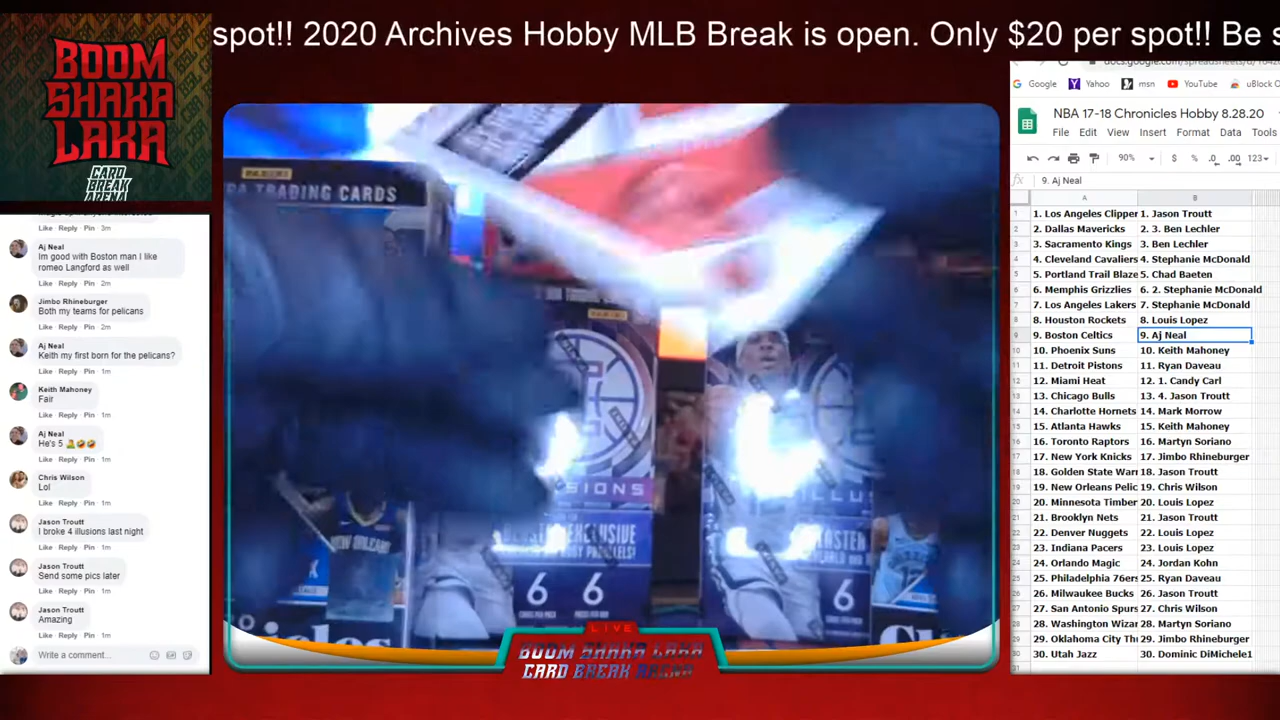 spot!! 2020 Archives Hobby MLB Break is open. Only $20 per spot!! Be s
BOOM
SHAKA
LAKA
CARD
BREAK
ARENA
Like Reply Pin 3m
Aj Neal
Im good with Boston man I like
romeo Langford as well
Like Reply Pin 2m
Jimbo Rhineburger
Both my teams for pelicans
Like Reply Pin 2m
Aj Neal
Keith my first born for the pelicans?
Like Reply Pin 1m
Keith Mahoney
Fair
Like Reply Pin 1m
Aj Neal
He's 5
Like Reply Pin 1m
Chris Wilson
Lol
Like Reply Pin 1m
Jason Troutt
I broke 4 illusions last night
Like Reply Pin 1m
Jason Troutt
Send some pics later
Like Reply Pin 1m
Jason Troutt
Amazing
Like Reply Pin 1m
Write a comment...
PANINI
TRADING CARDS
SIONS
6 6
6
NEW ORLEAN
LIVE
BOOM SHAKA LAKA
CARD BREAK ARENA
Google Yahoo msn YouTube uBlock O
NBA 17-18 Chronicles Hobby 8.28.20
File Edit View Insert Format Data Tools
90% $ % .0 .00 123
fx 9. Aj Neal
A B
1 1. Los Angeles Clipper 1. Jason Troutt
2 2. Dallas Mavericks 2. 3. Ben Lechler
3 3. Sacramento Kings 3. Ben Lechler
4 4. Cleveland Cavaliers 4. Stephanie McDonald
5 5. Portland Trail Blaze 5. Chad Baeten
6 6. Memphis Grizzlies 6. 2. Stephanie McDonald
7 7. Los Angeles Lakers 7. Stephanie McDonald
8 8. Houston Rockets 8. Louis Lopez
9 9. Boston Celtics 9. Aj Neal
10 10. Phoenix Suns 10. Keith Mahoney
11 11. Detroit Pistons 11. Ryan Daveau
12 12. Miami Heat 12. 1. Candy Carl
13 13. Chicago Bulls 13. 4. Jason Troutt
14 14. Charlotte Hornets 14. Mark Morrow
15 15. Atlanta Hawks 15. Keith Mahoney
16 16. Toronto Raptors 16. Martyn Soriano
17 17. New York Knicks 17. Jimbo Rhineburger
18 18. Golden State Warr 18. Jason Troutt
19 19. New Orleans Pelic 19. Chris Wilson
20 20. Minnesota Timber 20. Louis Lopez
21 21. Brooklyn Nets 21. Jason Troutt
22 22. Denver Nuggets 22. Louis Lopez
23 23. Indiana Pacers 23. Louis Lopez
24 24. Orlando Magic 24. Jordan Kohn
25 25. Philadelphia 76ers 25. Ryan Daveau
26 26. Milwaukee Bucks 26. Jason Troutt
27 27. San Antonio Spurs 27. Chris Wilson
28 28. Washington Wizar 28. Martyn Soriano
29 29. Oklahoma City Th 29. Jimbo Rhineburger
30 30. Utah Jazz 30. Dominic DiMichele1